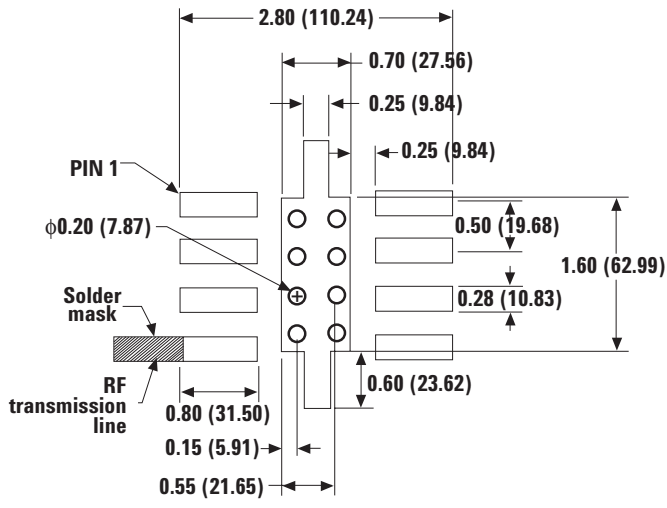 2.80 (110.24)
0.70 (27.56)
0.25 (9.84)
0.25 (9.84)
PIN 1
0.50 (19.68)
ϕ0.20 (7.87)
1.60 (62.99)
Solder
mask
0.28 (10.83)
RF
transmission
line
0.60 (23.62)
0.80 (31.50)
0.15 (5.91)
0.55 (21.65)